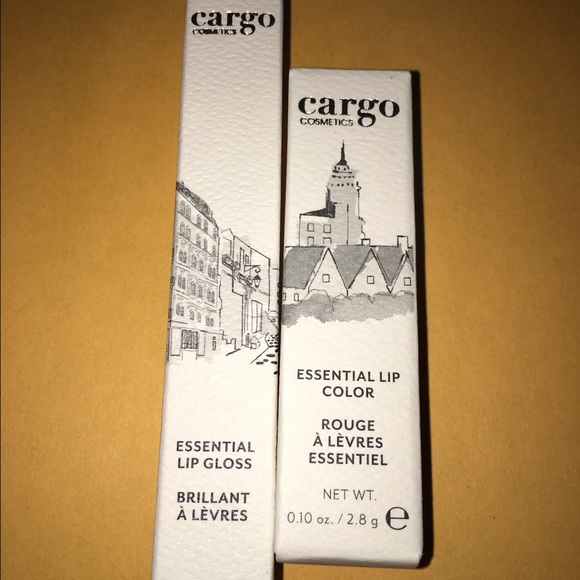 cargo
COSMETICS
ESSENTIAL
LIP GLOSS
BRILLANT
À LÈVRES
cargo
COSMETICS
ESSENTIAL LIP
COLOR
ROUGE
À LÈVRES
ESSENTIEL
NET WT.
0.10 oz. / 2.8 g ℮